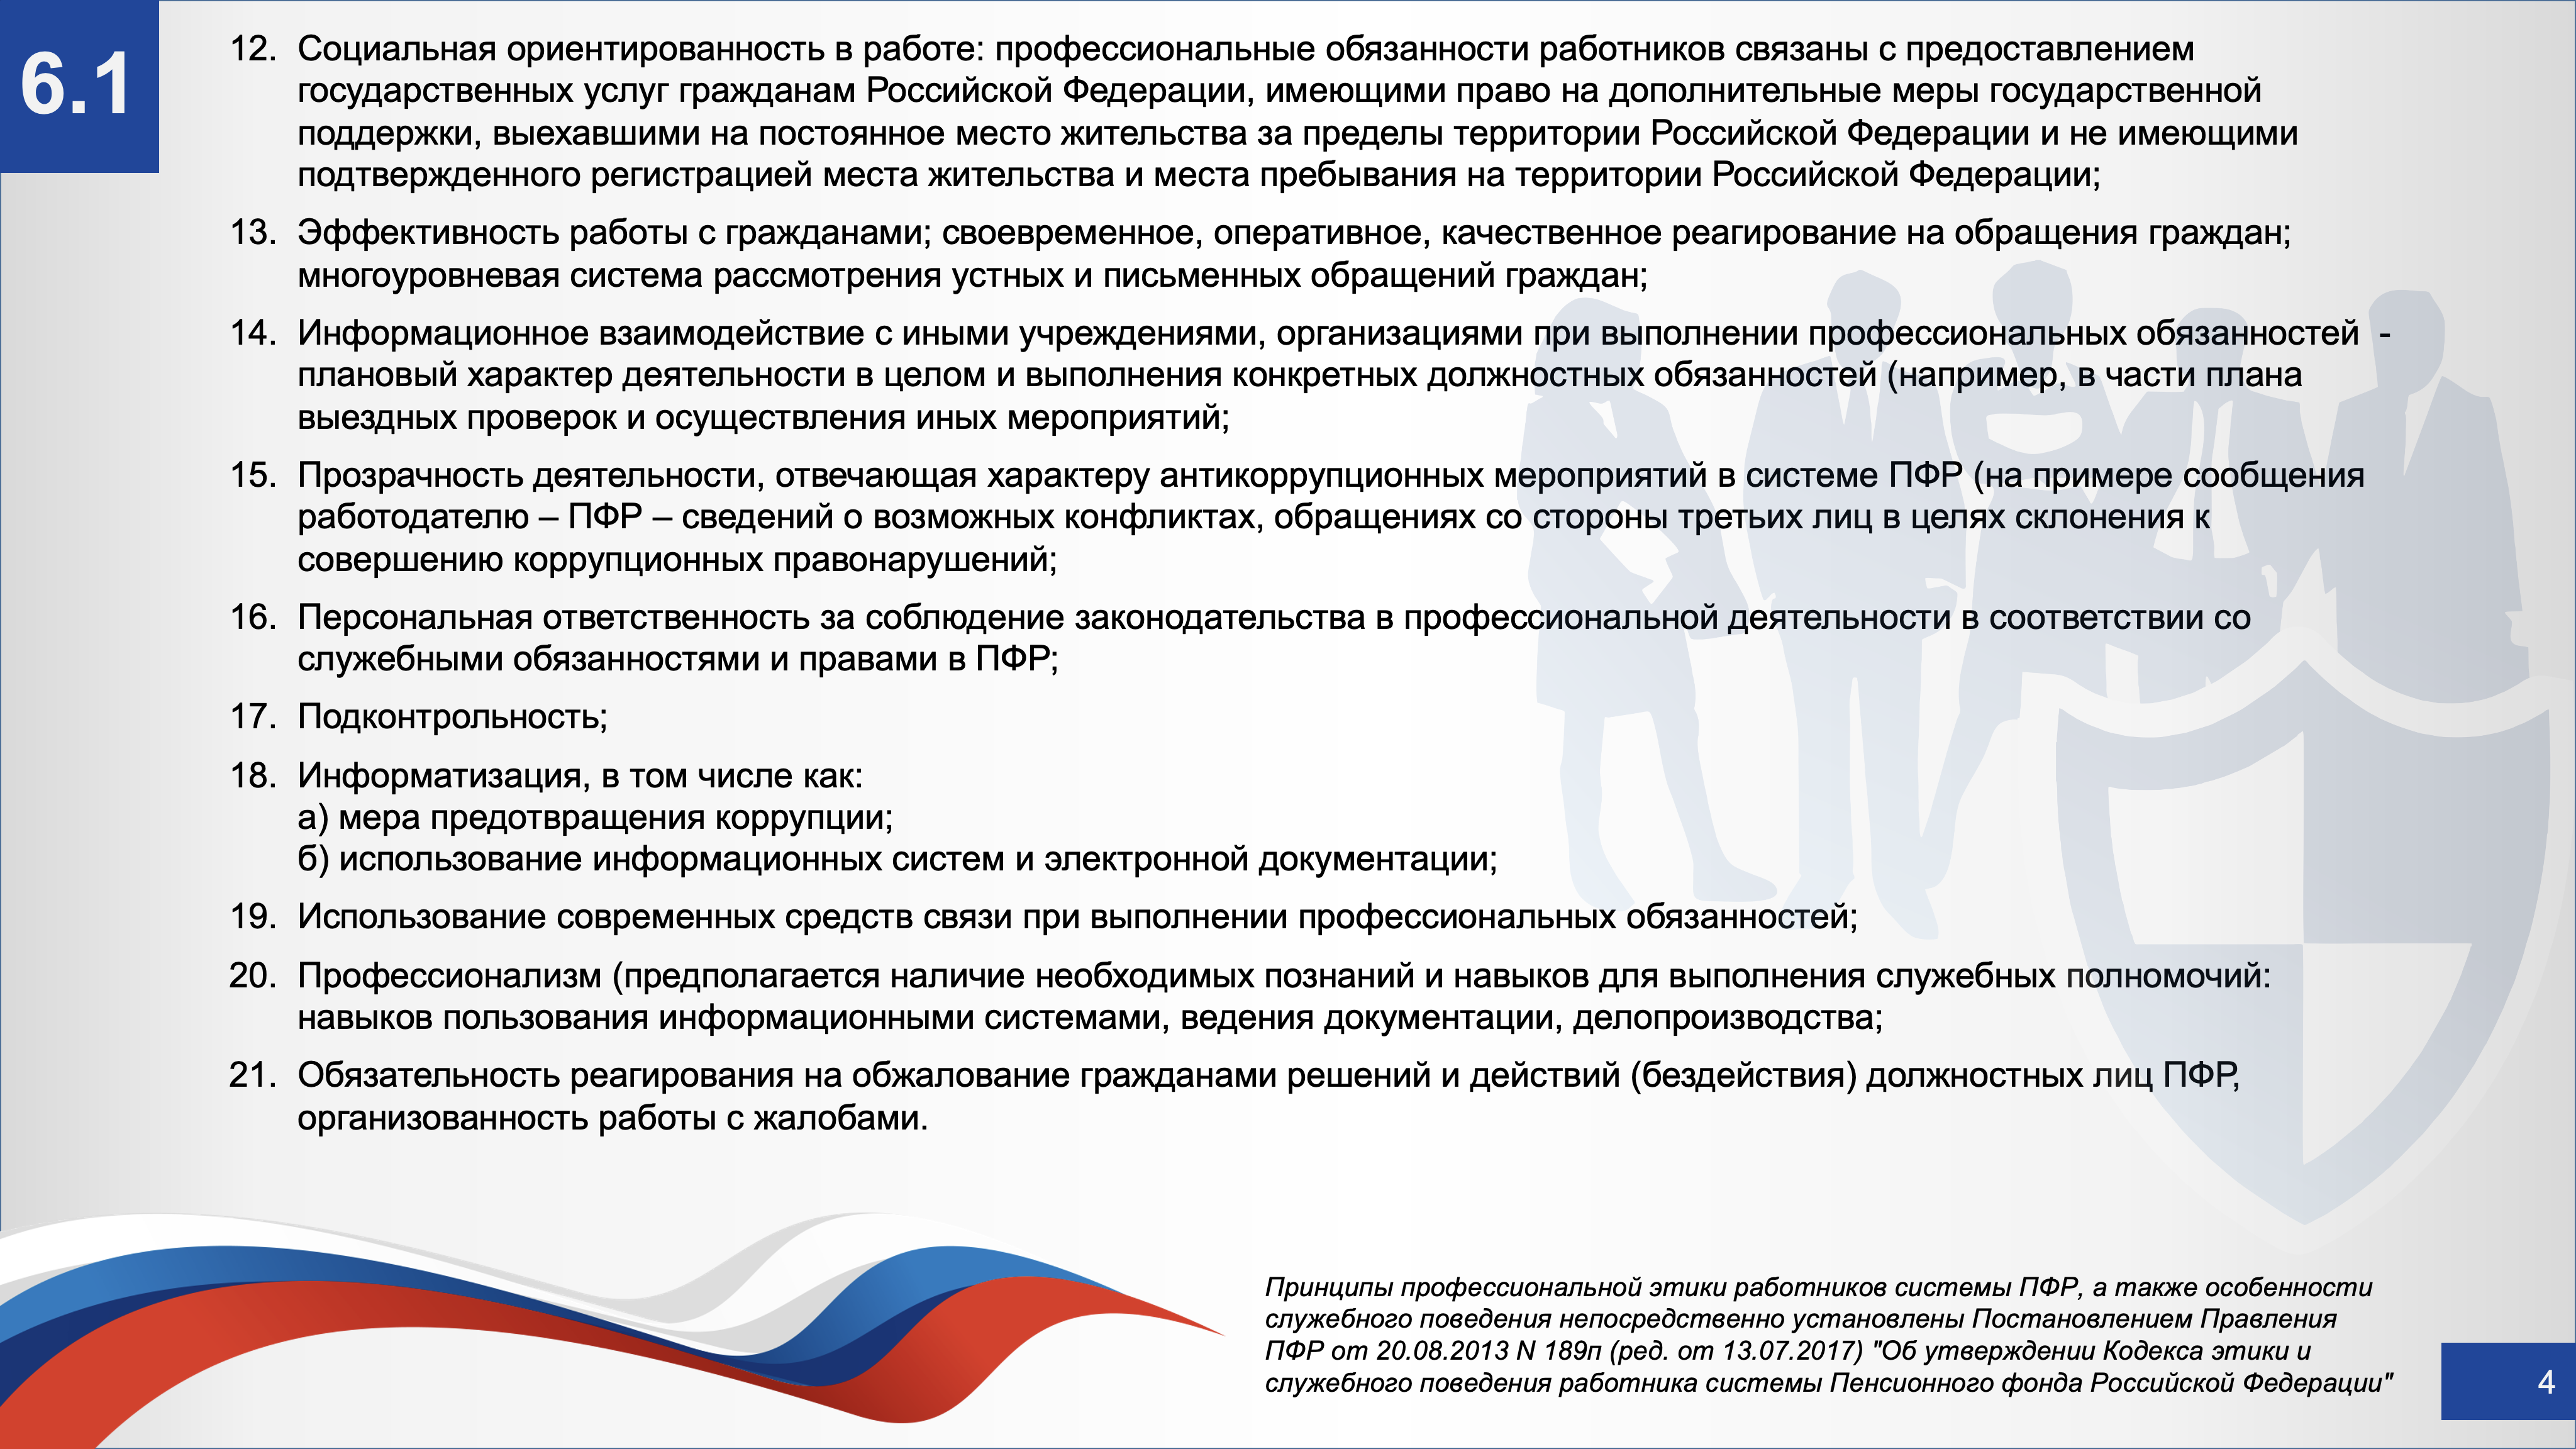 6.1
12. Социальная ориентированность в работе: профессиональные обязанности работников связаны с предоставлением
государственных услуг гражданам Российской Федерации, имеющими право на дополнительные меры государственной
поддержки, выехавшими на постоянное место жительства за пределы территории Российской Федерации и не имеющими
подтвержденного регистрацией места жительства и места пребывания на территории Российской Федерации;
13. Эффективность работы с гражданами; своевременное, оперативное, качественное реагирование на обращения граждан;
многоуровневая система рассмотрения устных и письменных обращений граждан;
14. Информационное взаимодействие с иными учреждениями, организациями при выполнении профессиональных обязанностей -
плановый характер деятельности в целом и выполнения конкретных должностных обязанностей (например, в части плана
выездных проверок и осуществления иных мероприятий;
15. Прозрачность деятельности, отвечающая характеру антикоррупционных мероприятий в системе ПФР (на примере сообщения
работодателю – ПФР – сведений о возможных конфликтах, обращениях со стороны третьих лиц в целях склонения к
совершению коррупционных правонарушений;
16. Персональная ответственность за соблюдение законодательства в профессиональной деятельности в соответствии со
служебными обязанностями и правами в ПФР;
17. Подконтрольность;
18. Информатизация, в том числе как:
а) мера предотвращения коррупции;
б) использование информационных систем и электронной документации;
19. Использование современных средств связи при выполнении профессиональных обязанностей;
20. Профессионализм (предполагается наличие необходимых познаний и навыков для выполнения служебных полномочий:
навыков пользования информационными системами, ведения документации, делопроизводства;
21. Обязательность реагирования на обжалование гражданами решений и действий (бездействия) должностных лиц ПФР,
организованность работы с жалобами.
Принципы профессиональной этики работников системы ПФР, а также особенности
служебного поведения непосредственно установлены Постановлением Правления
ПФР от 20.08.2013 N 189п (ред. от 13.07.2017) "Об утверждении Кодекса этики и
служебного поведения работника системы Пенсионного фонда Российской Федерации"
4